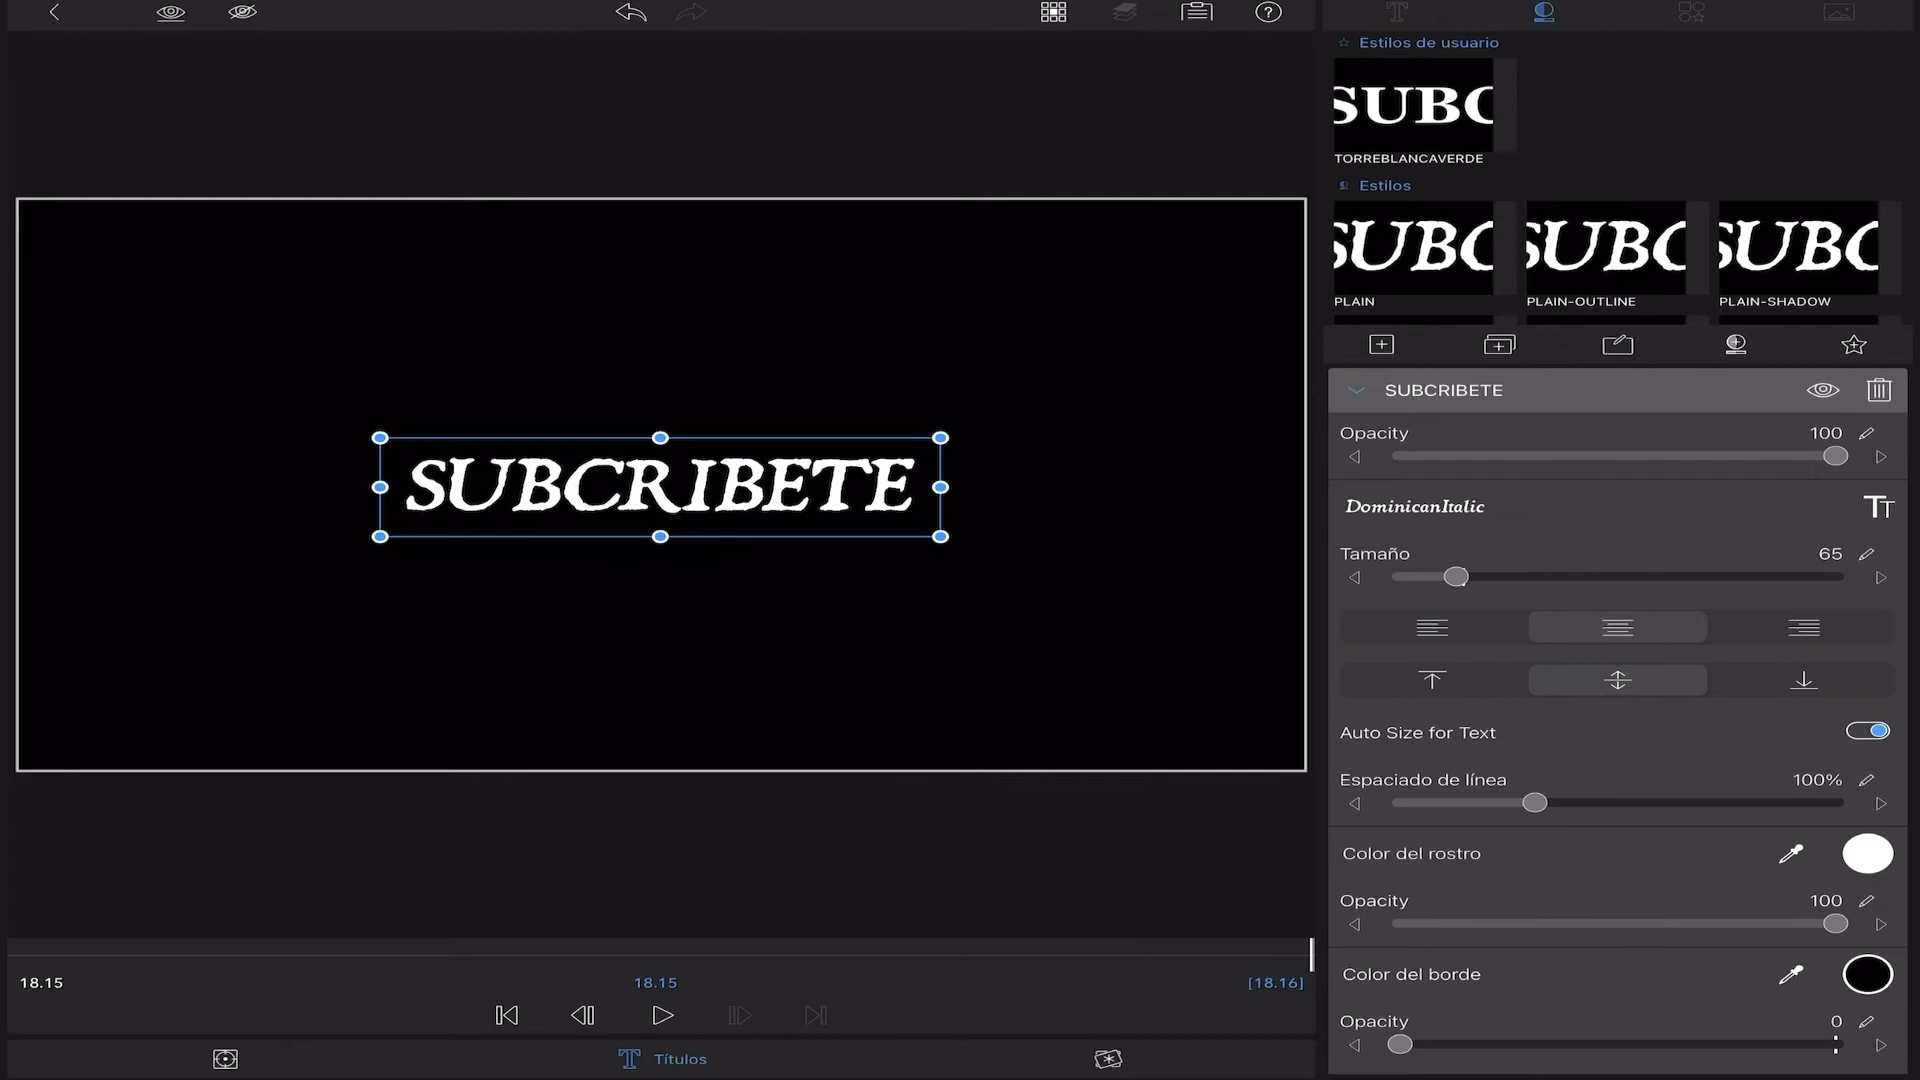 Estilos de usuario
SUBC
TORREBLANCAVERDE
Estilos
SUBC SUBC SUBC
PLAIN PLAIN-OUTLINE PLAIN-SHADOW
SUBCRIBETE
Opacity 100
DominicanItalic
Tamaño 65
Auto Size for Text
Espaciado de línea 100%
Color del rostro
Opacity 100
Color del borde
Opacity 0
SUBCRIBETE
18.15 18.15 [18.16]
Títulos